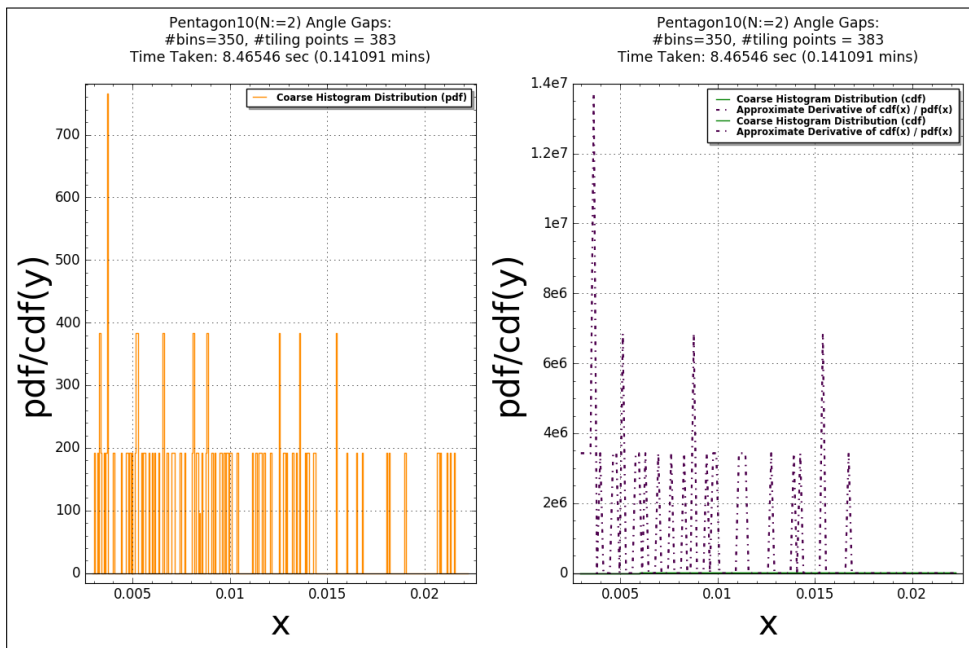 Pentagon10(N:=2) Angle Gaps:
#bins=350, #tiling points = 383
Time Taken: 8.46546 sec (0.141091 mins)
Coarse Histogram Distribution (pdf)
700
600
500
400
300
200
100
0
0.005
0.01
0.015
0.02
pdf/cdf(y)
x
Pentagon10(N:=2) Angle Gaps:
#bins=350, #tiling points = 383
Time Taken: 8.46546 sec (0.141091 mins)
Coarse Histogram Distribution (cdf)
Approximate Derivative of cdf(x) / pdf(x)
Coarse Histogram Distribution (cdf)
Approximate Derivative of cdf(x) / pdf(x)
1.4e7
1.2e7
1e7
8e6
6e6
4e6
2e6
0
0.005
0.01
0.015
0.02
pdf/cdf(y)
x